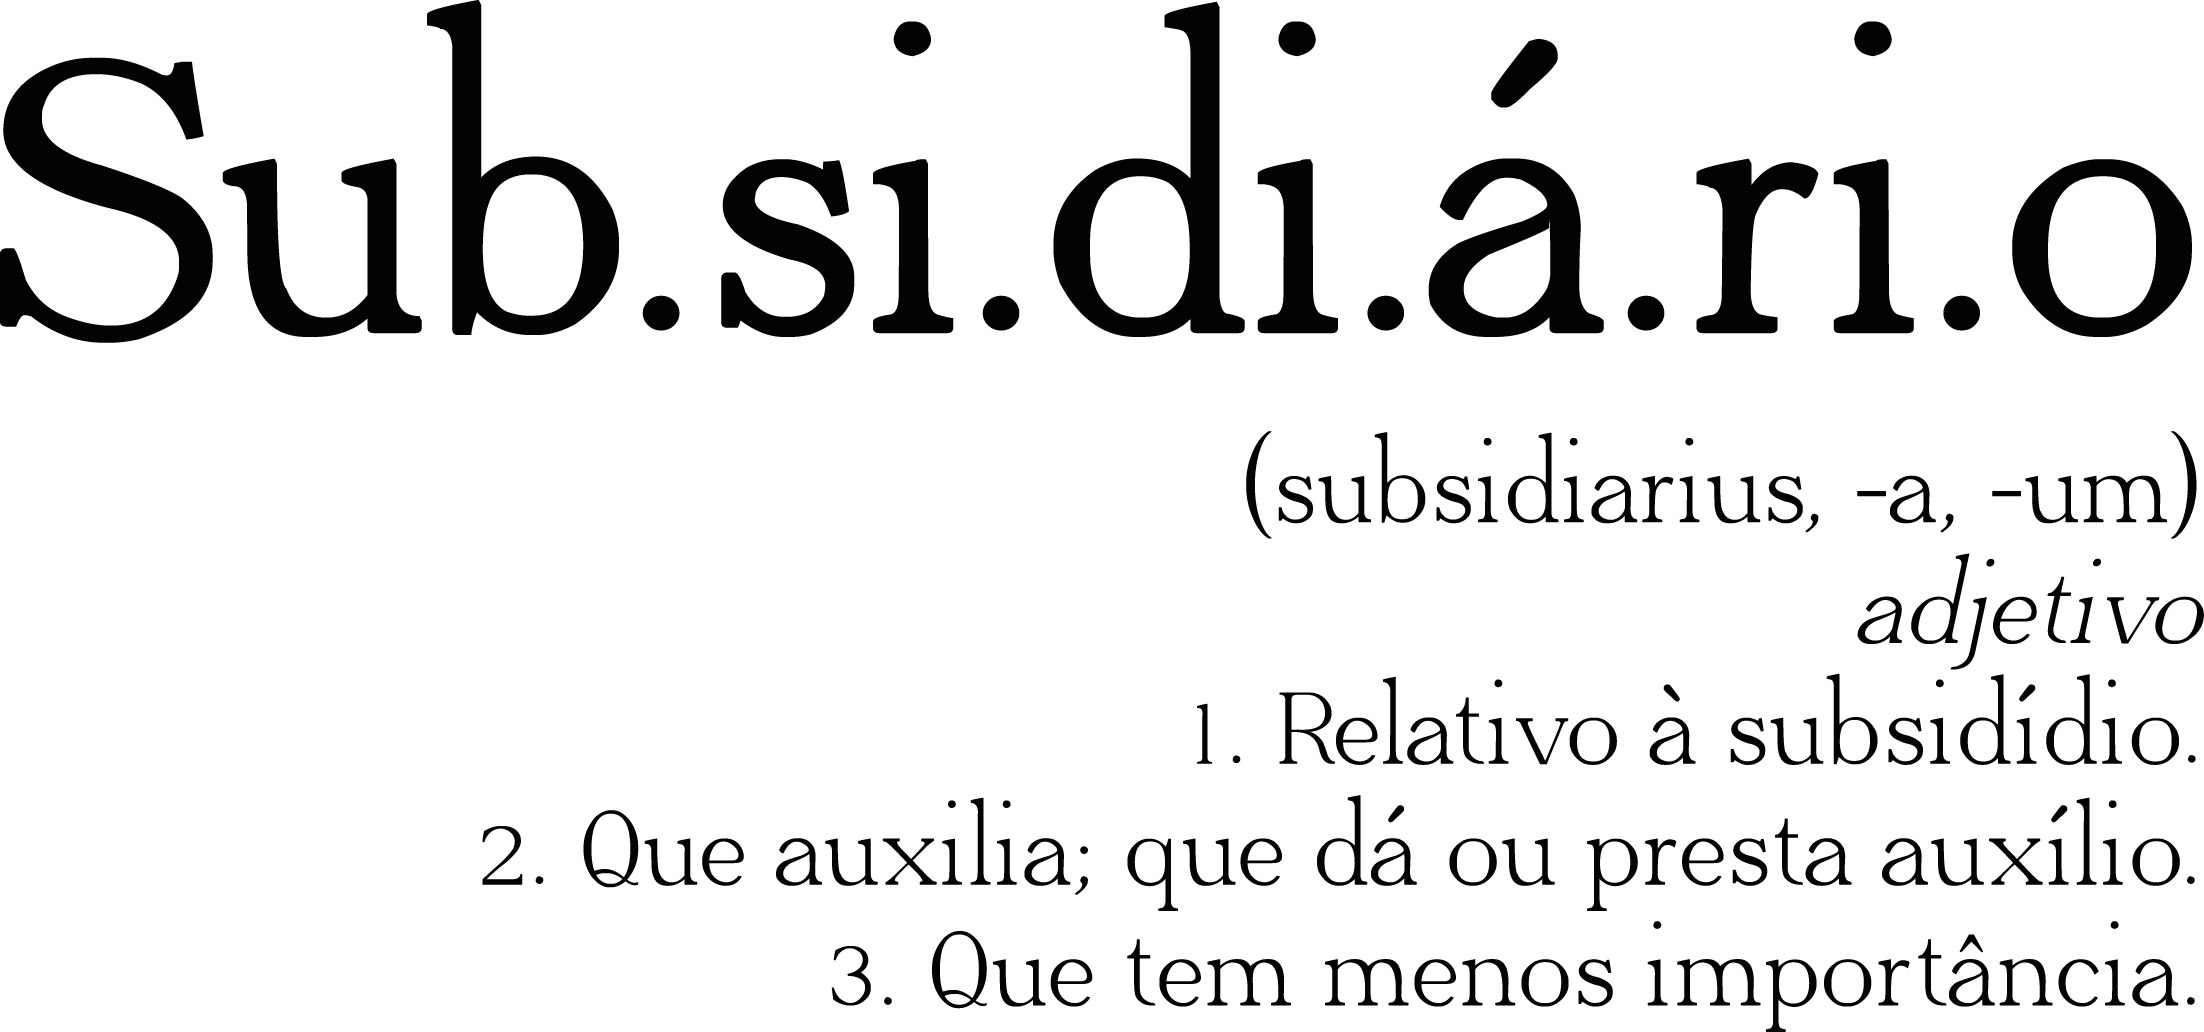 Sub.si.di.á.ri.o
(subsidiarius, -a, -um)
adjetivo
1. Relativo à subsidídio.
2. Que auxilia; que dá ou presta auxílio.
3. Que tem menos importância.